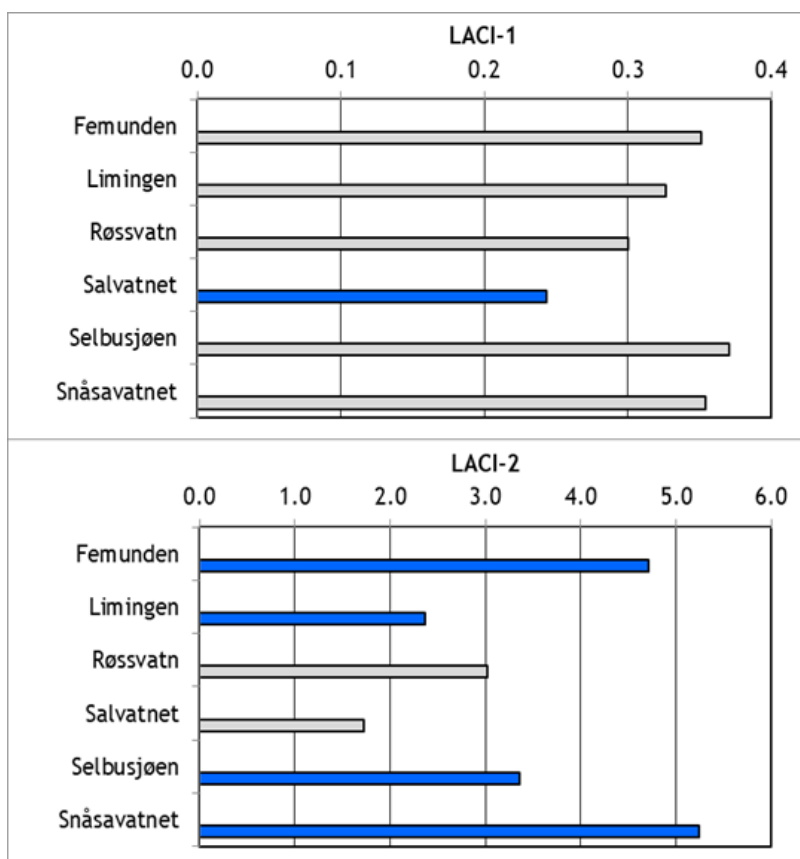 LACI-1
0.0 0.1 0.2 0.3 0.4
Femunden
Limingen
Røssvatn
Salvatnet
Selbusjøen
Snåsavatnet
LACI-2
0.0 1.0 2.0 3.0 4.0 5.0 6.0
Femunden
Limingen
Røssvatn
Salvatnet
Selbusjøen
Snåsavatnet